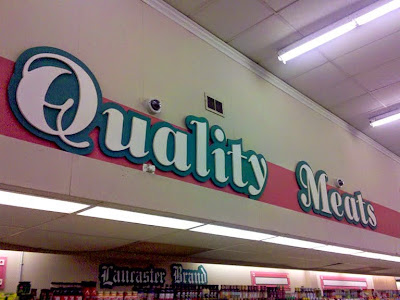 Quality Meats
Lancaster Brand